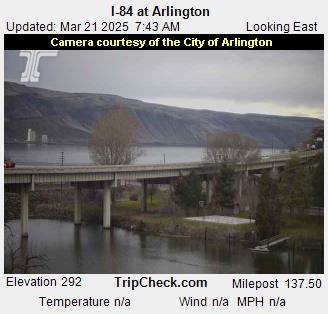 I-84 at Arlington
Updated: Mar 21 2025 7:43 AM Looking East
Camera courtesy of the City of Arlington
Elevation 292 TripCheck.com Milepost 137.50
Temperature n/a Wind n/a MPH n/a